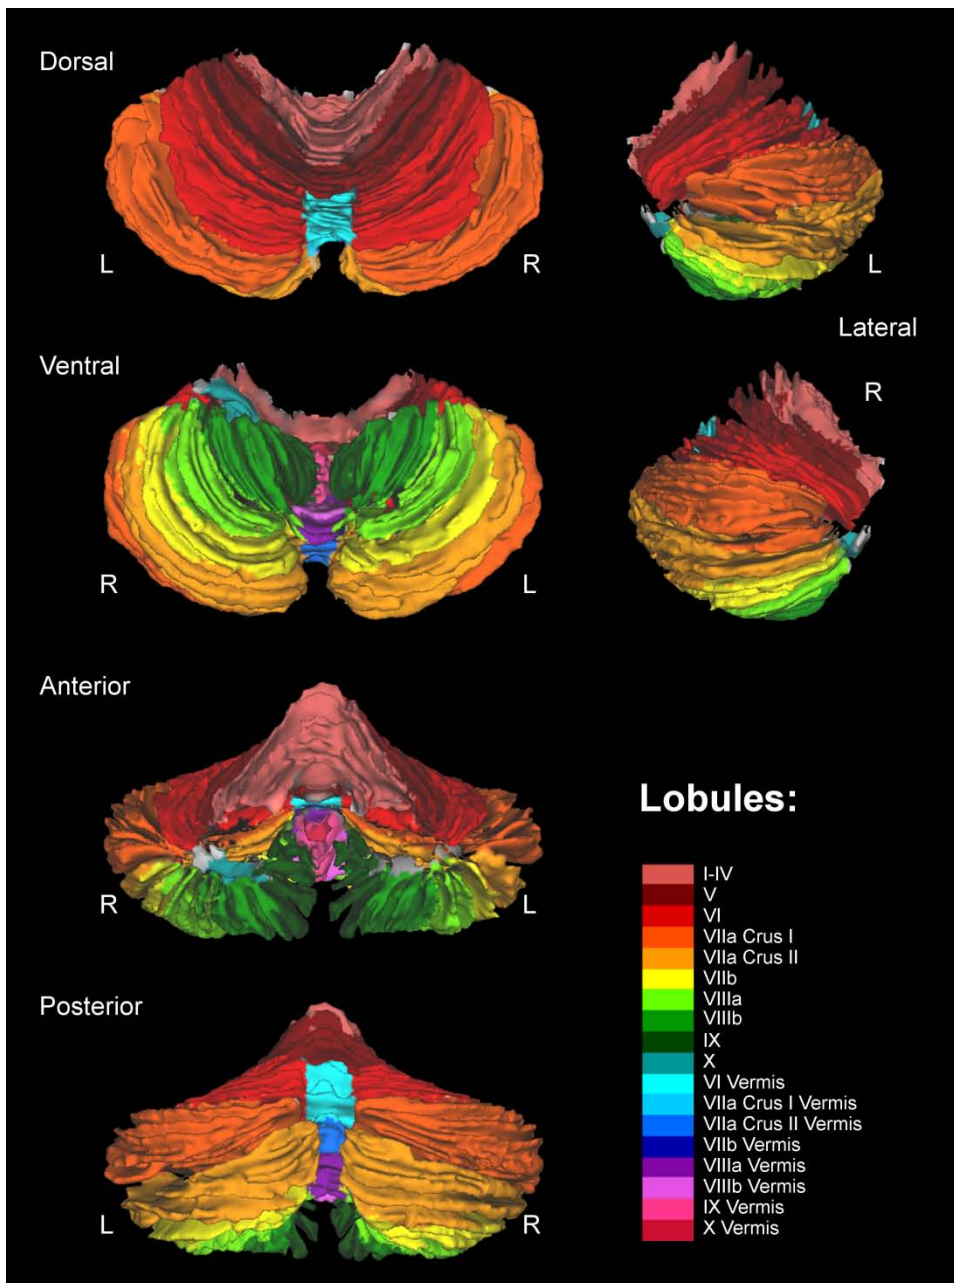 Dorsal
L
R
L
Lateral
Ventral
R
R
L
Anterior
R
L
Lobules:
I-IV
V
VI
VIIa Crus I
VIIa Crus II
VIIb
VIIIa
VIIIb
IX
X
VI Vermis
VIIa Crus I Vermis
VIIa Crus II Vermis
VIIb Vermis
VIIIa Vermis
VIIIb Vermis
IX Vermis
X Vermis
Posterior
L
R